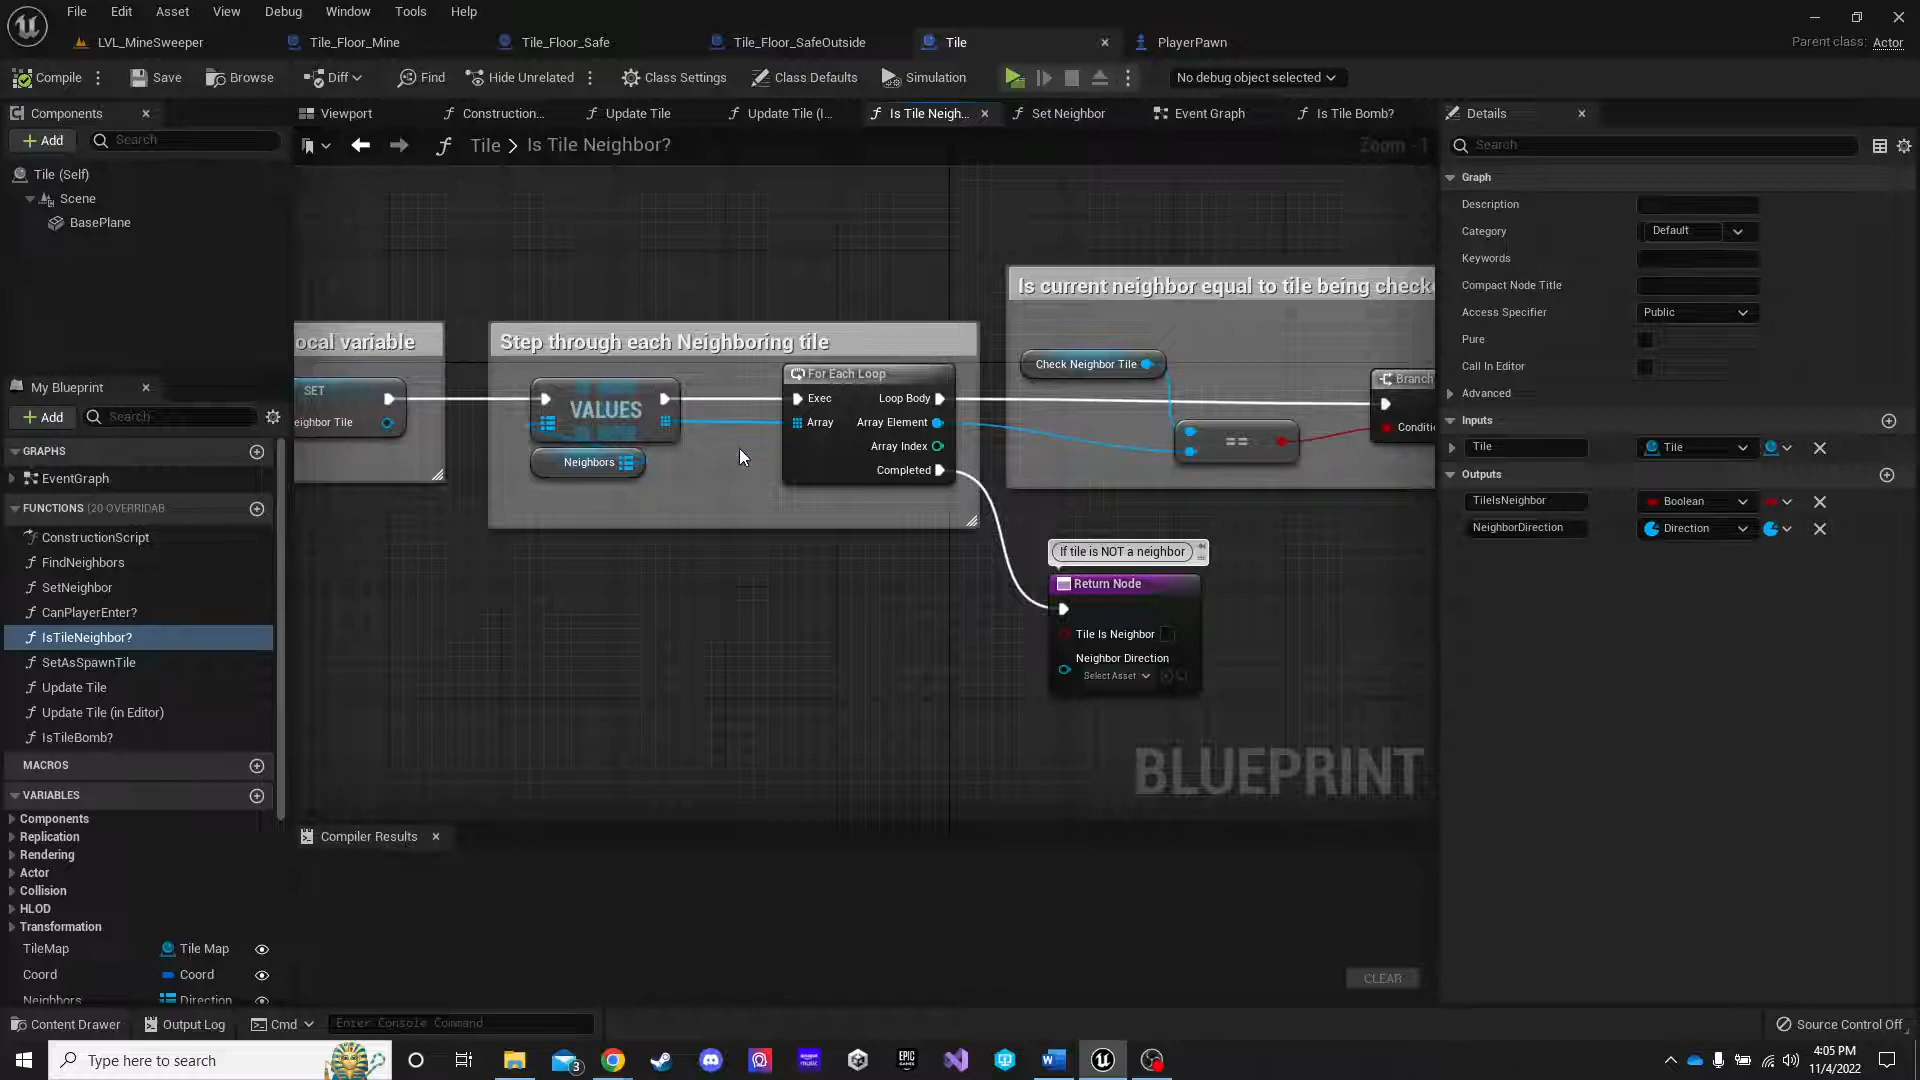 File Edit Asset View Debug Window Tools Help
LVL_MineSweeper Tile_Floor_Mine Tile_Floor_Safe Tile_Floor_SafeOutside Tile PlayerPawn Parent class: Actor
Compile Save Browse Diff Find Hide Unrelated Class Settings Class Defaults Simulation No debug object selected
Components Viewport Construction... Update Tile Update Tile (I... Is Tile Neigh... Set Neighbor Event Graph Is Tile Bomb? Details
Add Search Tile > Is Tile Neighbor? Zoom -1 Search
Tile (Self)
Scene
BasePlane
My Blueprint
Add Search
GRAPHS
EventGraph
FUNCTIONS (20 OVERRIDAB
ConstructionScript
FindNeighbors
SetNeighbor
CanPlayerEnter?
IsTileNeighbor?
SetAsSpawnTile
Update Tile
Update Tile (in Editor)
IsTileBomb?
MACROS
VARIABLES
Components
Replication
Rendering
Actor
Collision
HLOD
Transformation
TileMap Tile Map
Coord Coord
Neighbors Direction
ocal variable
SET
eighbor Tile
Step through each Neighboring tile
VALUES
Neighbors
For Each Loop
Exec Loop Body
Array Array Element
Array Index
Completed
Is current neighbor equal to tile being checke
Check Neighbor Tile
==
Branch
Conditic
If tile is NOT a neighbor
Return Node
Tile Is Neighbor
Neighbor Direction
Select Asset
BLUEPRINT
Compiler Results
CLEAR
Graph
Description
Category Default
Keywords
Compact Node Title
Access Specifier Public
Pure
Call In Editor
Advanced
Inputs
Tile Tile
Outputs
TileIsNeighbor Boolean
NeighborDirection Direction
Content Drawer Output Log Cmd Enter Console Command Source Control Off
Type here to search 3 EPIC GAMES 4:05 PM
11/4/2022